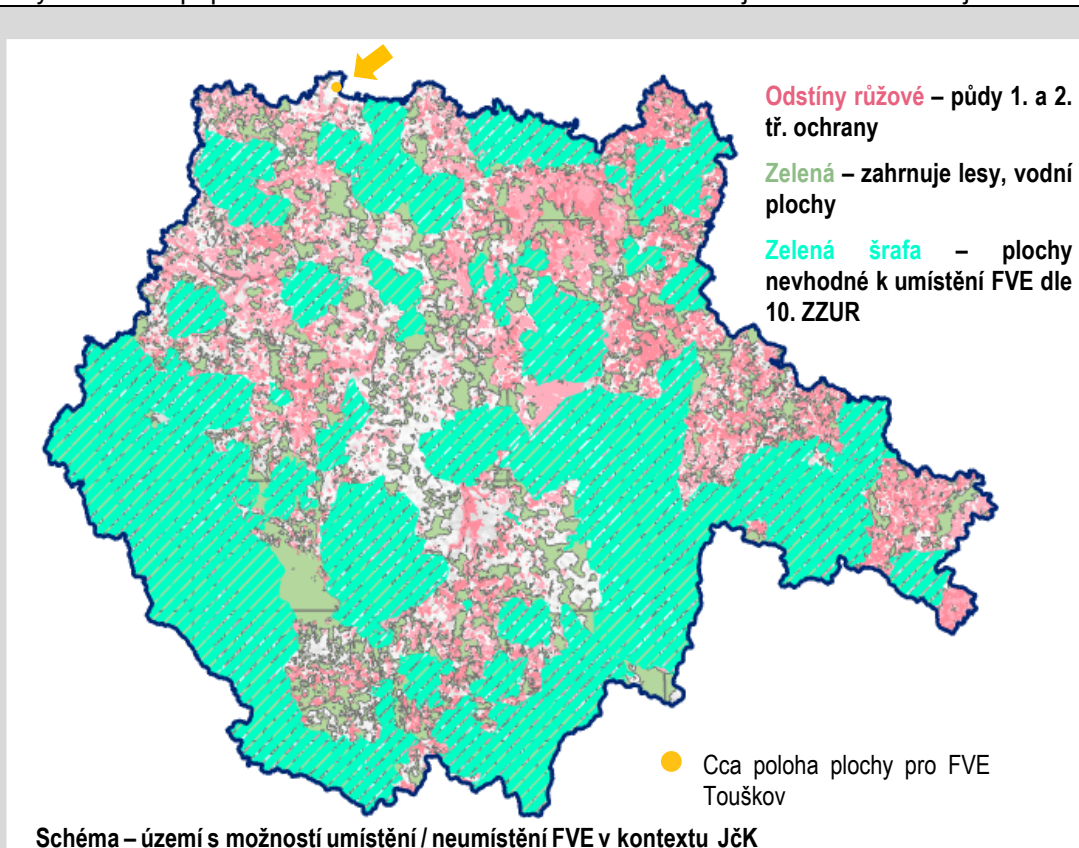 Odstíny růžové – půdy 1. a 2.
tř. ochrany
Zelená – zahrnuje lesy, vodní
plochy
Zelená šrafa – plochy
nevhodné k umístění FVE dle
10. ZZUR
Cca poloha plochy pro FVE
Touškov
Schéma – území s možností umístění / neumístění FVE v kontextu JčK